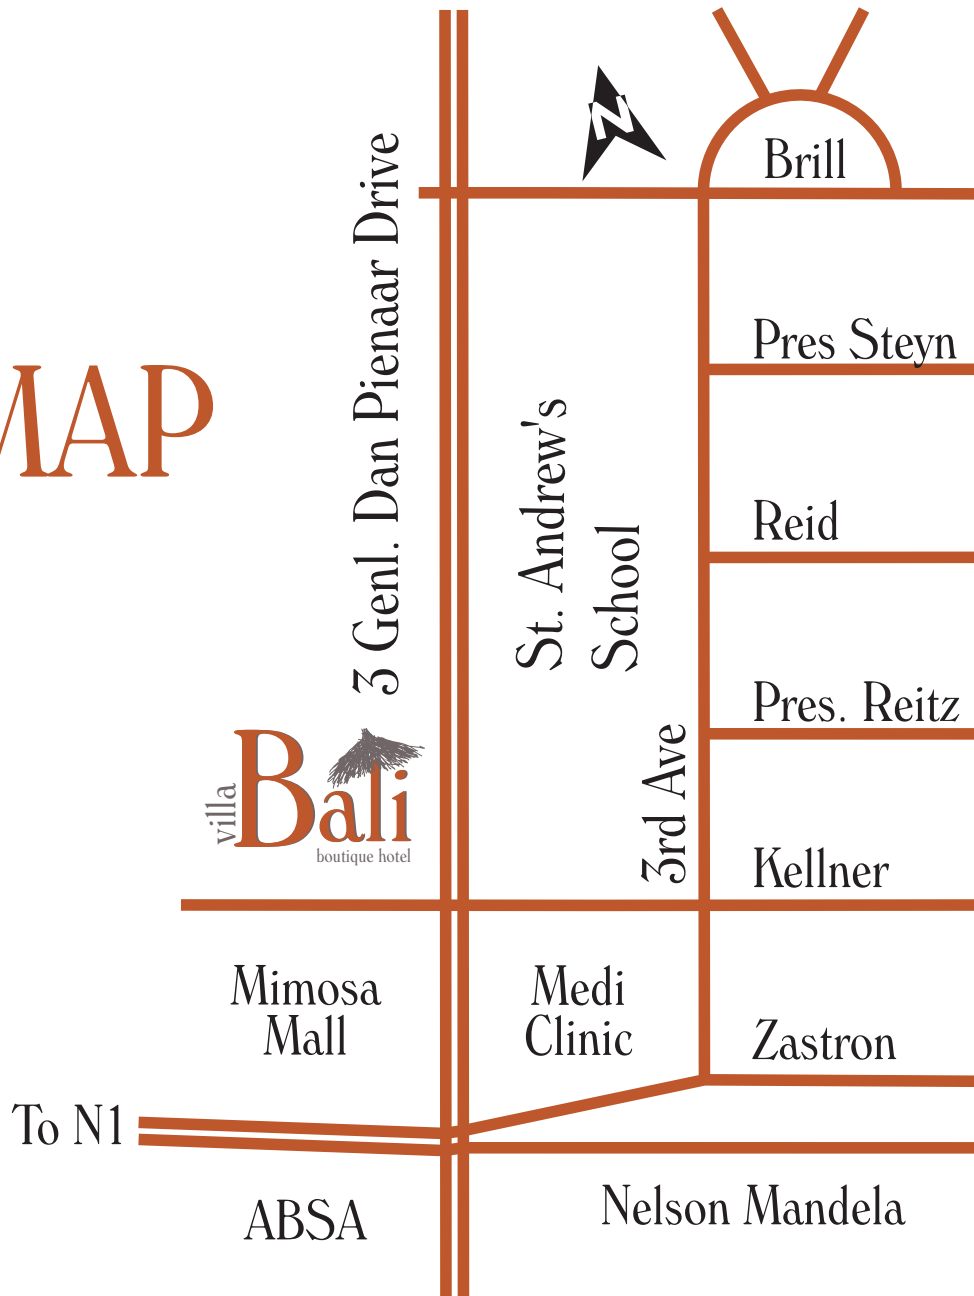 N
Brill
3 Genl. Dan Pienaar Drive
Pres Steyn
MAP
St. Andrew's
School
Reid
Pres. Reitz
villa
Bali
boutique hotel
3rd Ave
Kellner
Mimosa
Mall
Medi
Clinic
Zastron
To N1
ABSA
Nelson Mandela